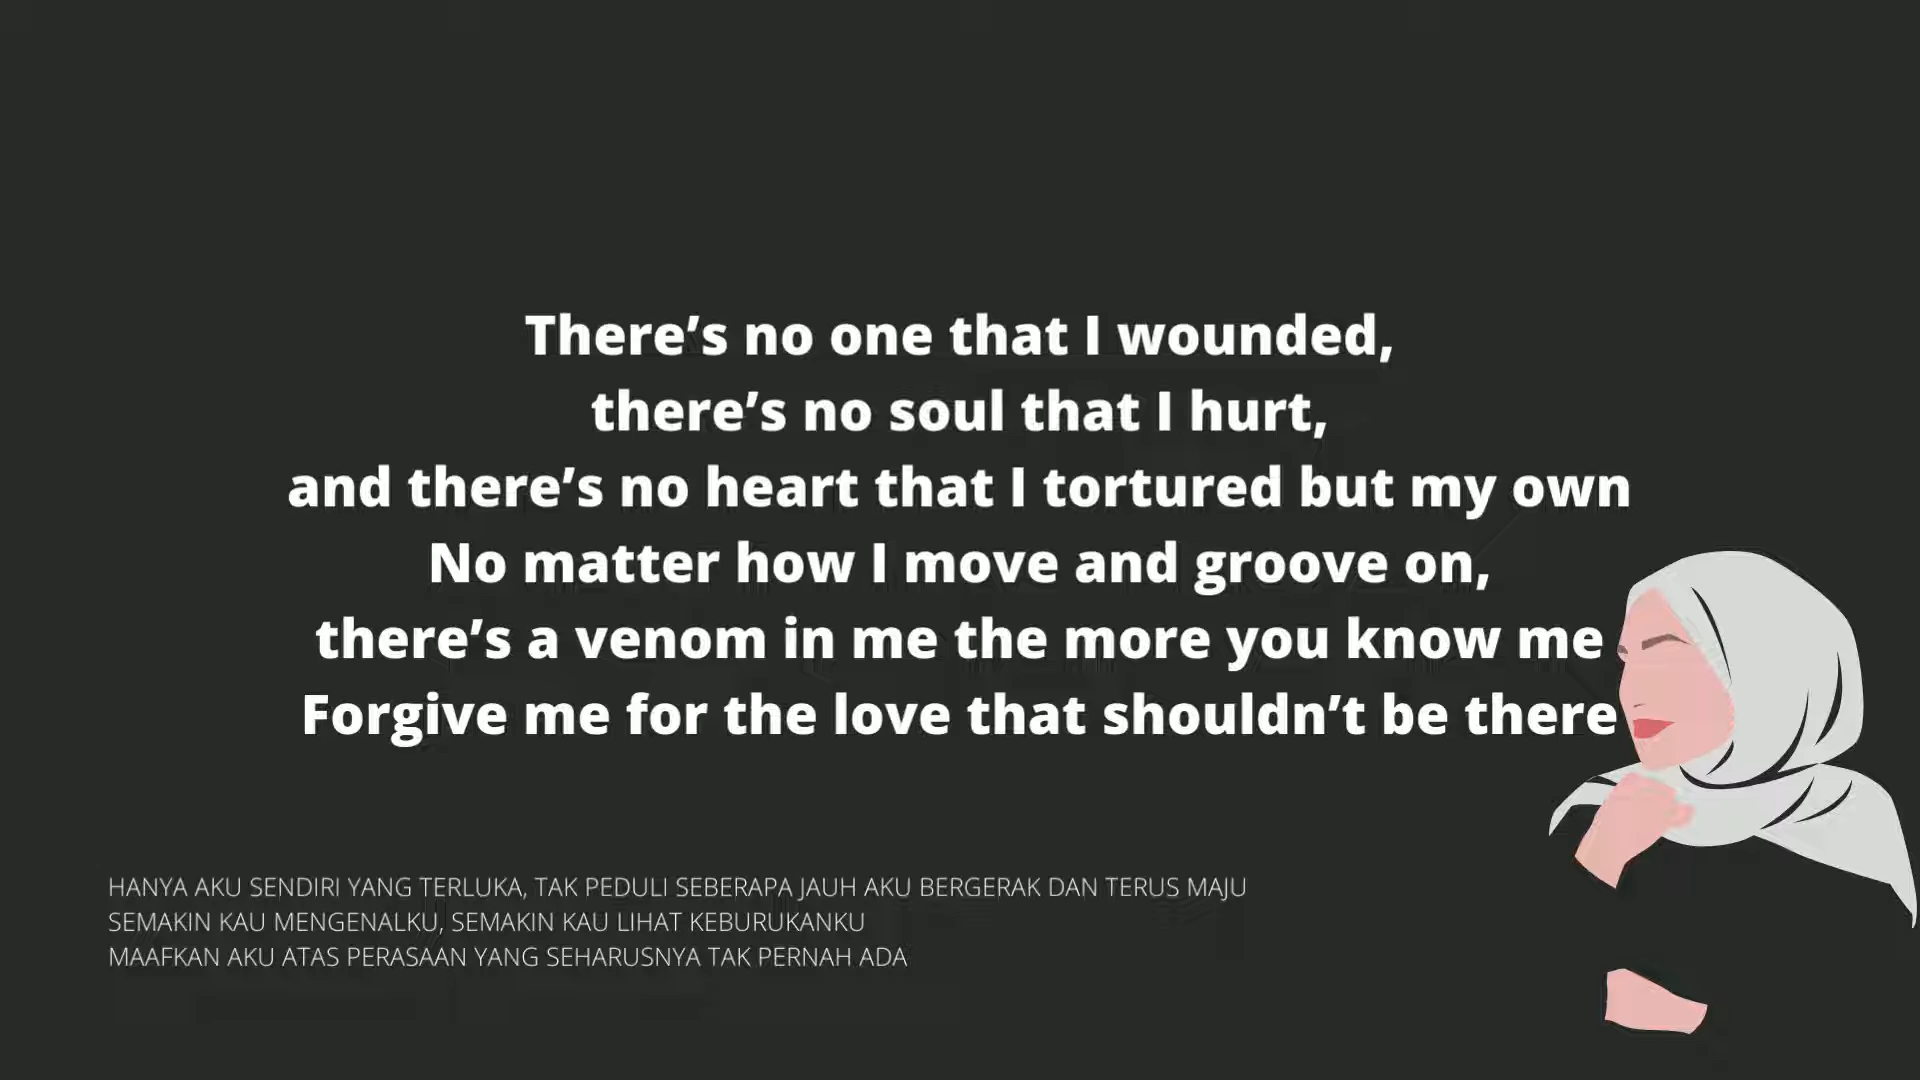 There’s no one that I wounded,
there’s no soul that I hurt,
and there’s no heart that I tortured but my own
No matter how I move and groove on,
there’s a venom in me the more you know me
Forgive me for the love that shouldn’t be there
HANYA AKU SENDIRI YANG TERLUKA, TAK PEDULI SEBERAPA JAUH AKU BERGERAK DAN TERUS MAJU
SEMAKIN KAU MENGENALKU, SEMAKIN KAU LIHAT KEBURUKANKU
MAAFKAN AKU ATAS PERASAAN YANG SEHARUSNYA TAK PERNAH ADA